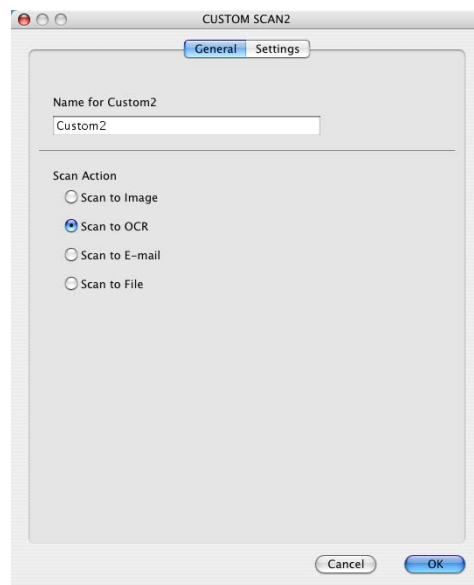 CUSTOM SCAN2
General Settings
Name for Custom2
Custom2
Scan Action
Scan to Image
Scan to OCR
Scan to E-mail
Scan to File
Cancel OK